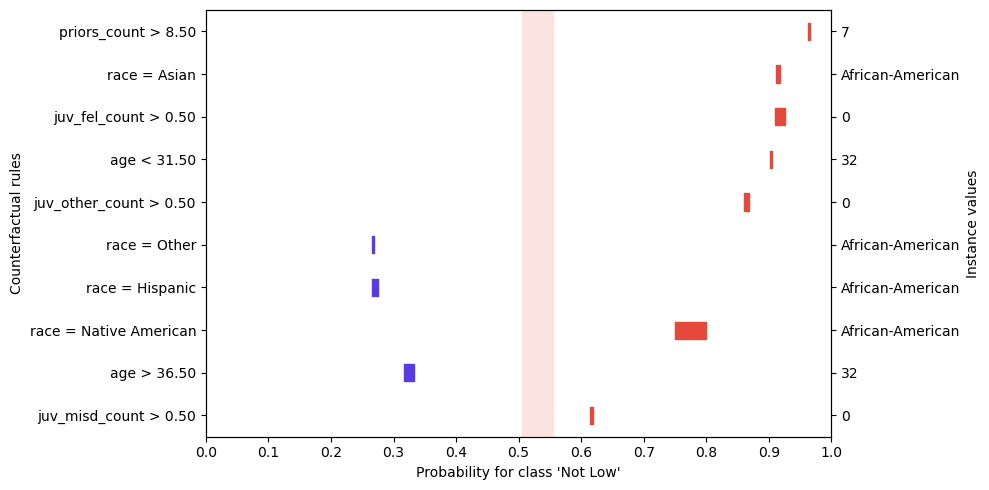 priors_count > 8.50 7
race = Asian African-American
juv_fel_count > 0.50 0
age < 31.50 32
juv_other_count > 0.50 0
race = Other African-American
race = Hispanic African-American
race = Native American African-American
age > 36.50 32
juv_misd_count > 0.50 0
Counterfactual rules
Instance values
0.0 0.1 0.2 0.3 0.4 0.5 0.6 0.7 0.8 0.9 1.0
Probability for class 'Not Low'